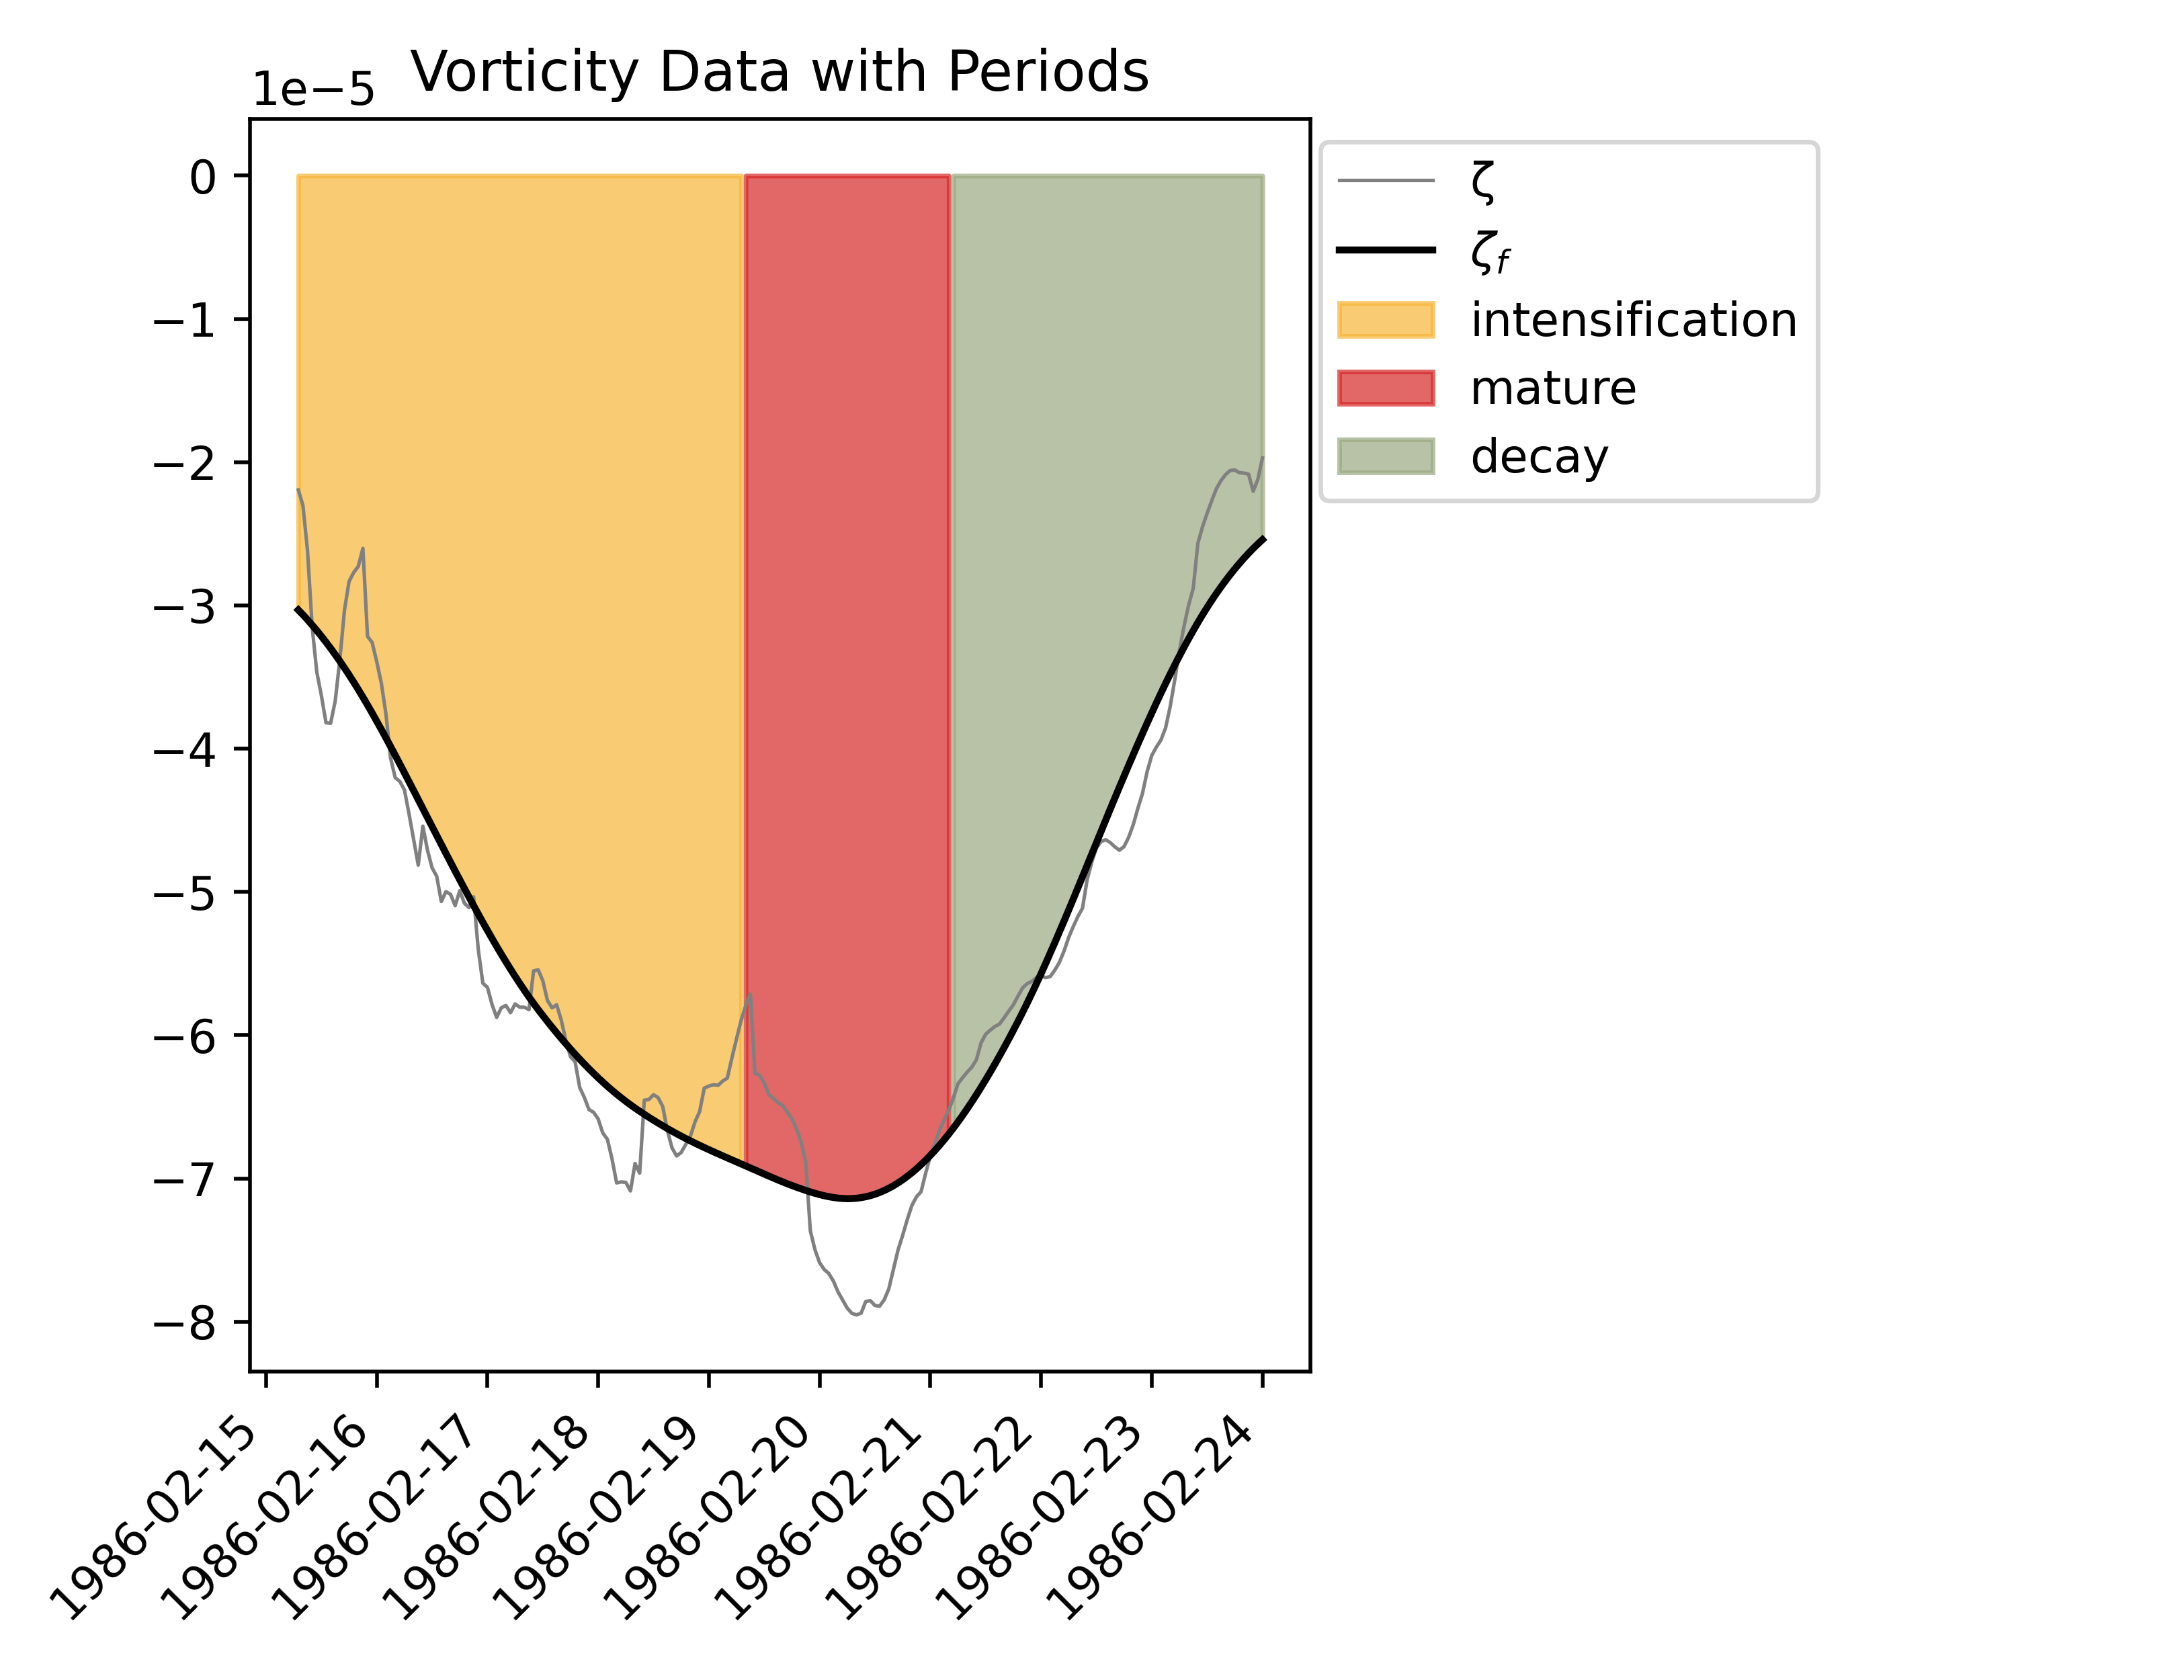 Vorticity Data with Periods
1e−5
0
−1
−2
−3
−4
−5
−6
−7
−8
1986-02-15
1986-02-16
1986-02-17
1986-02-18
1986-02-19
1986-02-20
1986-02-21
1986-02-22
1986-02-23
1986-02-24
ζ
ζf
intensification
mature
decay